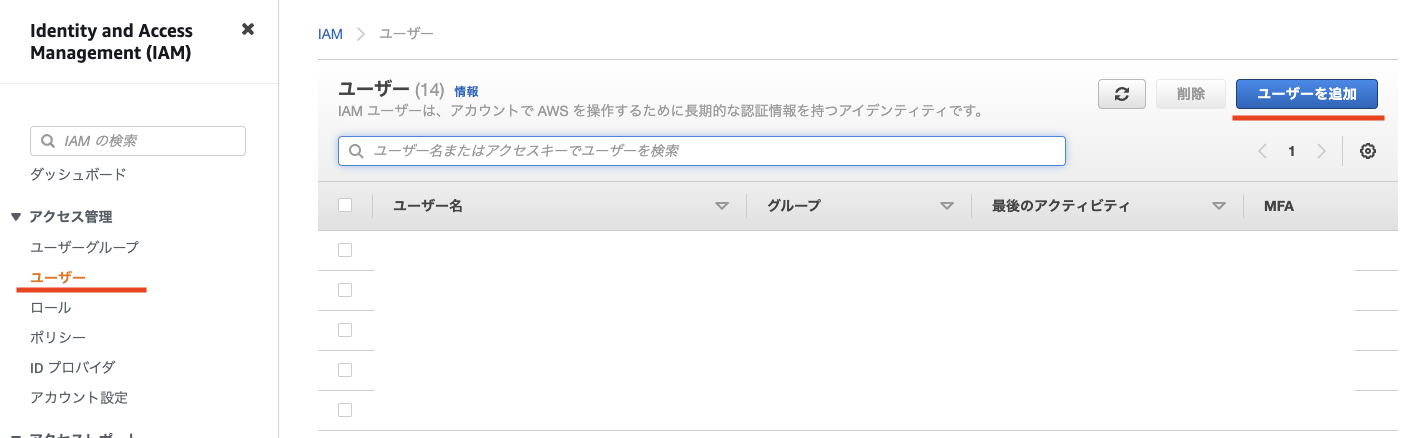 Identity and Access
Management (IAM)
IAM の検索
ダッシュボード
アクセス管理
ユーザーグループ
ユーザー
ロール
ポリシー
ID プロバイダ
アカウント設定
IAM
ユーザー
ユーザー (14) 情報
IAM ユーザーは、アカウントで AWS を操作するために長期的な認証情報を持つアイデンティティです。
削除
ユーザーを追加
ユーザー名またはアクセスキーでユーザーを検索
1
ユーザー名 グループ 最後のアクティビティ MFA